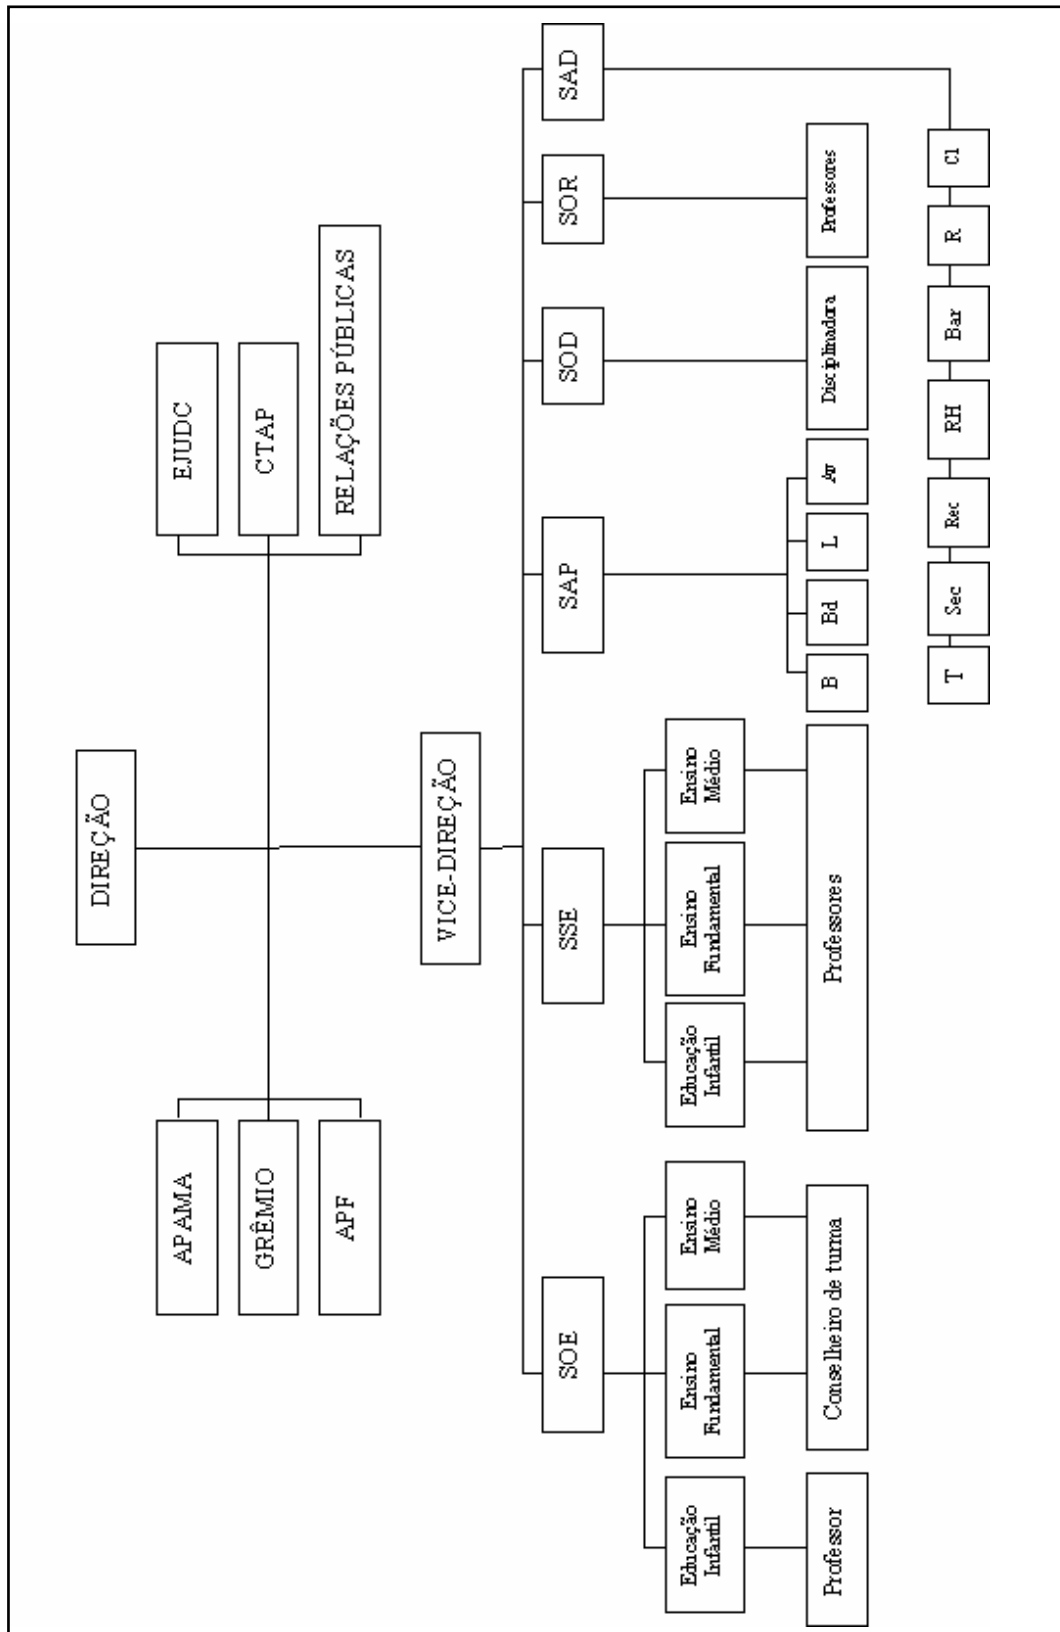 DIREÇÃO
APAMA
EJUDC
GRÊMIO
CTAP
APF
RELAÇÕES PÚBLICAS
VICE-DIREÇÃO
SOE
SSE
SAP
SOD
SOR
SAD
Educação
Infantil
Ensino
Fundamental
Ensino
Médio
Educação
Infantil
Ensino
Fundamental
Ensino
Médio
Professor
Conselheiro de turma
Professores
B
Bd
L
Av
Disciplinadora
Professores
T
Sec
Rec
RH
Bar
R
Cl